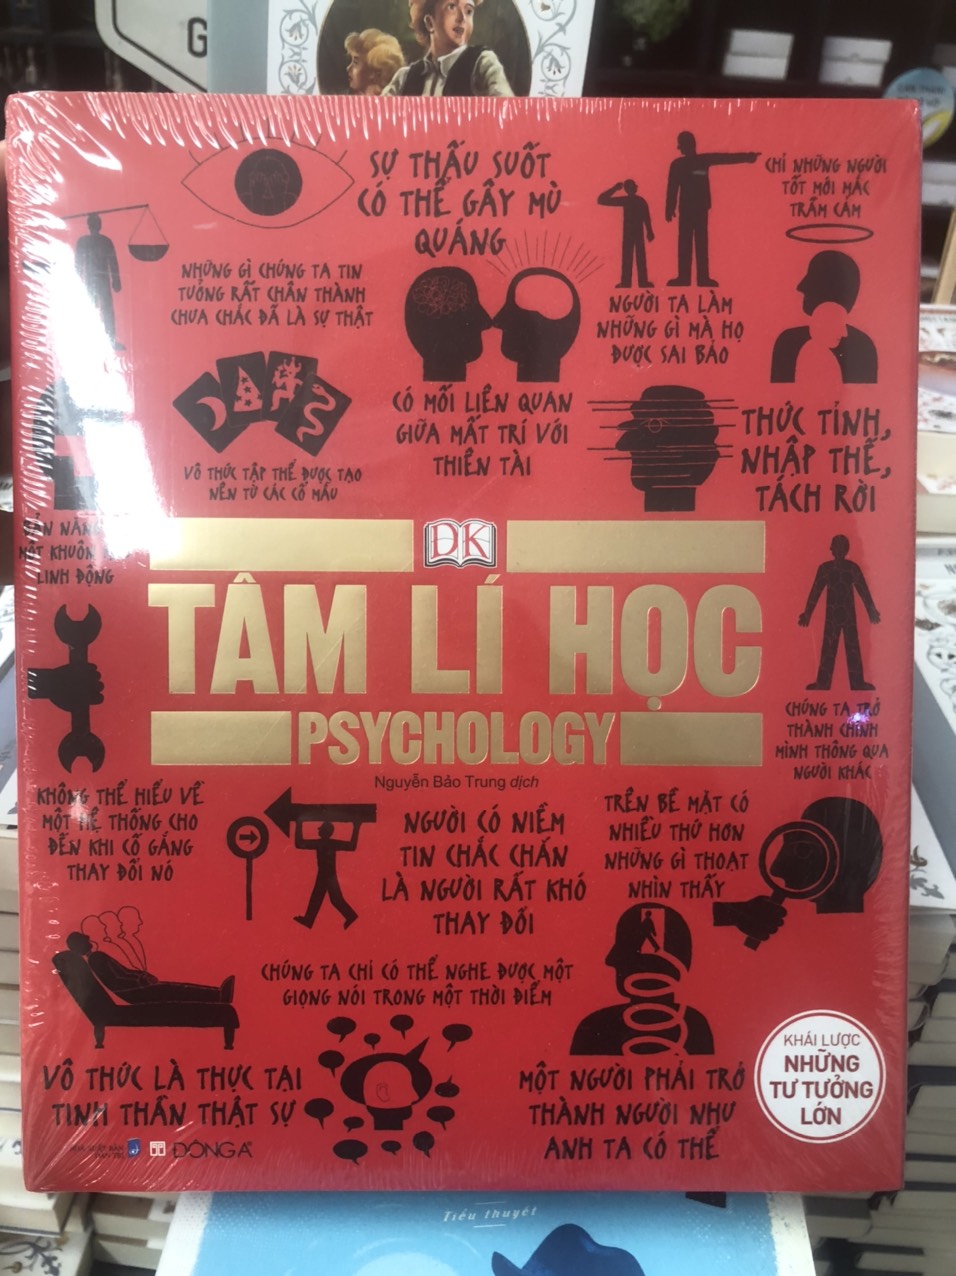 G
SỰ THẤU SUỐT
CÓ THỂ GÂY MÙ
QUÁNG
CHỈ NHỮNG NGƯỜI
TỐT MỚI MẮC
TRẦM CẢM
NHỮNG GÌ CHÚNG TA TIN
TƯỞNG RẤT CHÂN THÀNH
CHƯA CHẮC ĐÃ LÀ SỰ THẬT
NGƯỜI TA LÀM
NHỮNG GÌ MÀ HỌ
ĐƯỢC SAI BẢO
CÓ MỐI LIÊN QUAN
GIỮA MẤT TRÍ VỚI
THIÊN TÀI
THỨC TỈNH,
NHẬP THẾ,
TÁCH RỜI
VÔ THỨC TẬP THỂ ĐƯỢC TẠO
NÊN TỪ CÁC CỔ MẪU
BẢN NĂNG
MỘT KHUÔN
LINH ĐỘNG
DK
TÂM LÍ HỌC
PSYCHOLOGY
Nguyễn Bảo Trung dịch
CHÚNG TA TRỞ
THÀNH CHÍNH
MÌNH THÔNG QUA
NGƯỜI KHÁC
KHÔNG THỂ HIỂU VỀ
MỘT HỆ THỐNG CHO
ĐẾN KHI CỐ GẮNG
THAY ĐỔI NÓ
NGƯỜI CÓ NIỀM
TIN CHẮC CHẮN
LÀ NGƯỜI RẤT KHÓ
THAY ĐỔI
TRÊN BỀ MẶT CÓ
NHIỀU THỨ HƠN
NHỮNG GÌ THOẠT
NHÌN THẤY
CHÚNG TA CHỈ CÓ THỂ NGHE ĐƯỢC MỘT
GIỌNG NÓI TRONG MỘT THỜI ĐIỂM
VÔ THỨC LÀ THỰC TẠI
TINH THẦN THẬT SỰ
MỘT NGƯỜI PHẢI TRỞ
THÀNH NGƯỜI NHƯ
ANH TA CÓ THỂ
KHÁI LƯỢC
NHỮNG
TƯ TƯỞNG
LỚN
ĐÔNG A
Tiểu thuyết